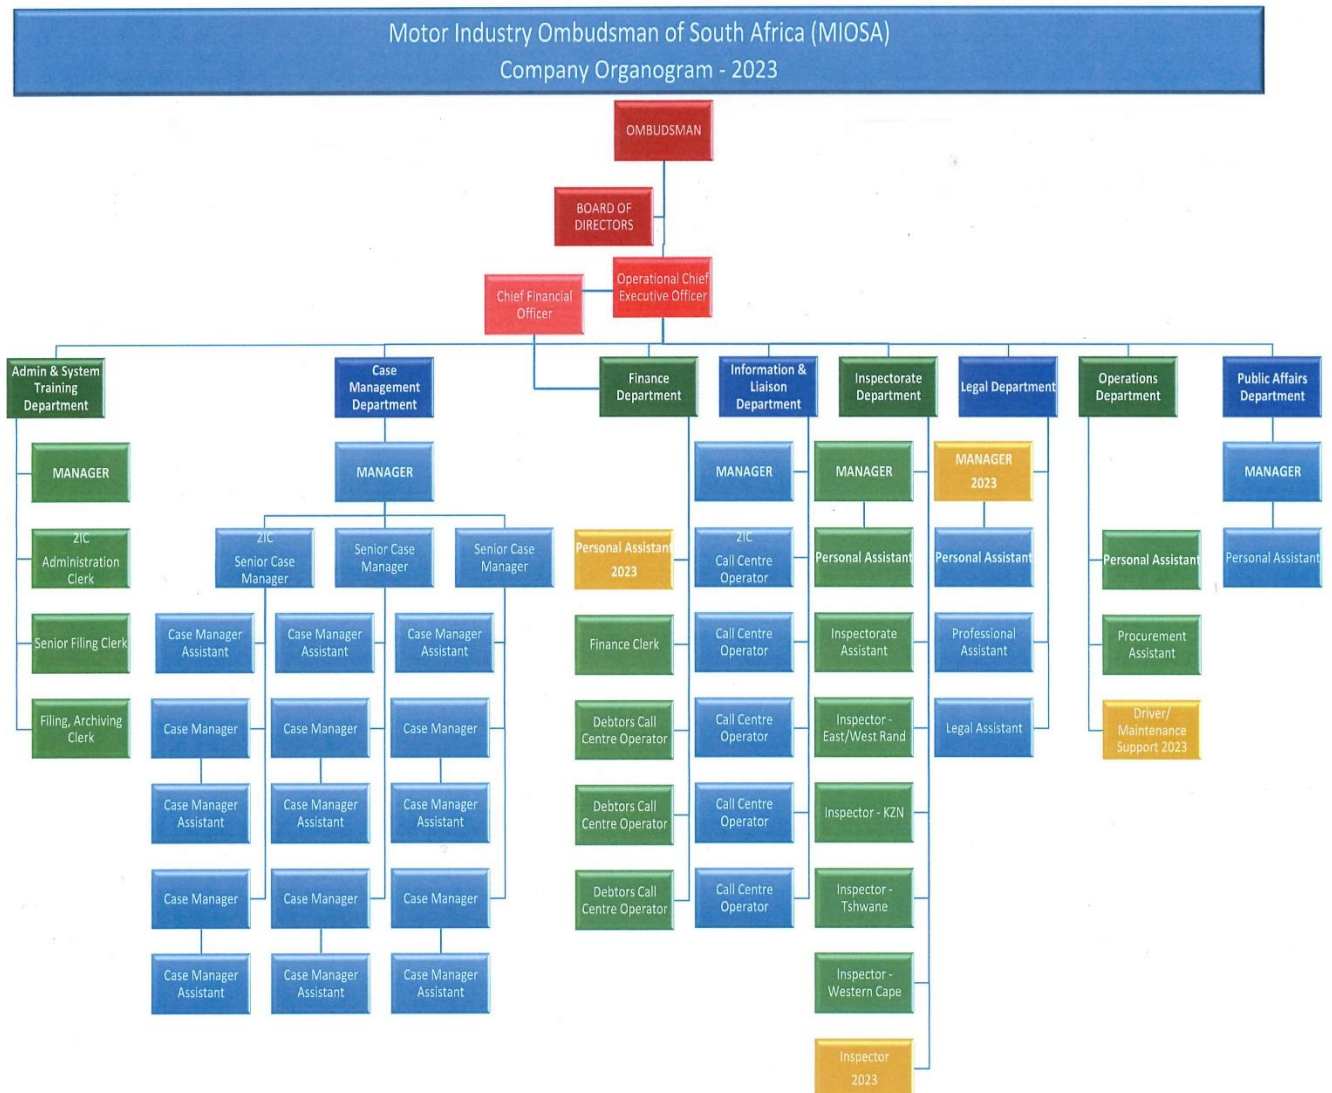 Motor Industry Ombudsman of South Africa (MIOSA)
Company Organogram - 2023
OMBUDSMAN
BOARD OF
DIRECTORS
Operational Chief
Executive Officer
Chief Financial
Officer
Admin & System
Training
Department
Case
Management
Department
Finance
Department
Information &
Liaison
Department
Inspectorate
Department
Legal Department
Operations
Department
Public Affairs
Department
MANAGER
MANAGER
MANAGER
MANAGER
MANAGER
2023
MANAGER
2IC
Administration
Clerk
2IC
Senior Case
Manager
Senior Case
Manager
Senior Case
Manager
Personal Assistant
2023
2IC
Call Centre
Operator
Personal Assistant
Personal Assistant
Personal Assistant
Personal Assistant
Senior Filing Clerk
Case Manager
Assistant
Case Manager
Assistant
Case Manager
Assistant
Finance Clerk
Call Centre
Operator
Inspectorate
Assistant
Professional
Assistant
Procurement
Assistant
Filing, Archiving
Clerk
Case Manager
Case Manager
Case Manager
Debtors Call
Centre Operator
Call Centre
Operator
Inspector -
East/West Rand
Legal Assistant
Driver/
Maintenance
Support 2023
Case Manager
Assistant
Case Manager
Assistant
Case Manager
Assistant
Debtors Call
Centre Operator
Call Centre
Operator
Inspector - KZN
Case Manager
Case Manager
Case Manager
Debtors Call
Centre Operator
Call Centre
Operator
Inspector -
Tshwane
Case Manager
Assistant
Case Manager
Assistant
Case Manager
Assistant
Inspector -
Western Cape
Inspector
2023